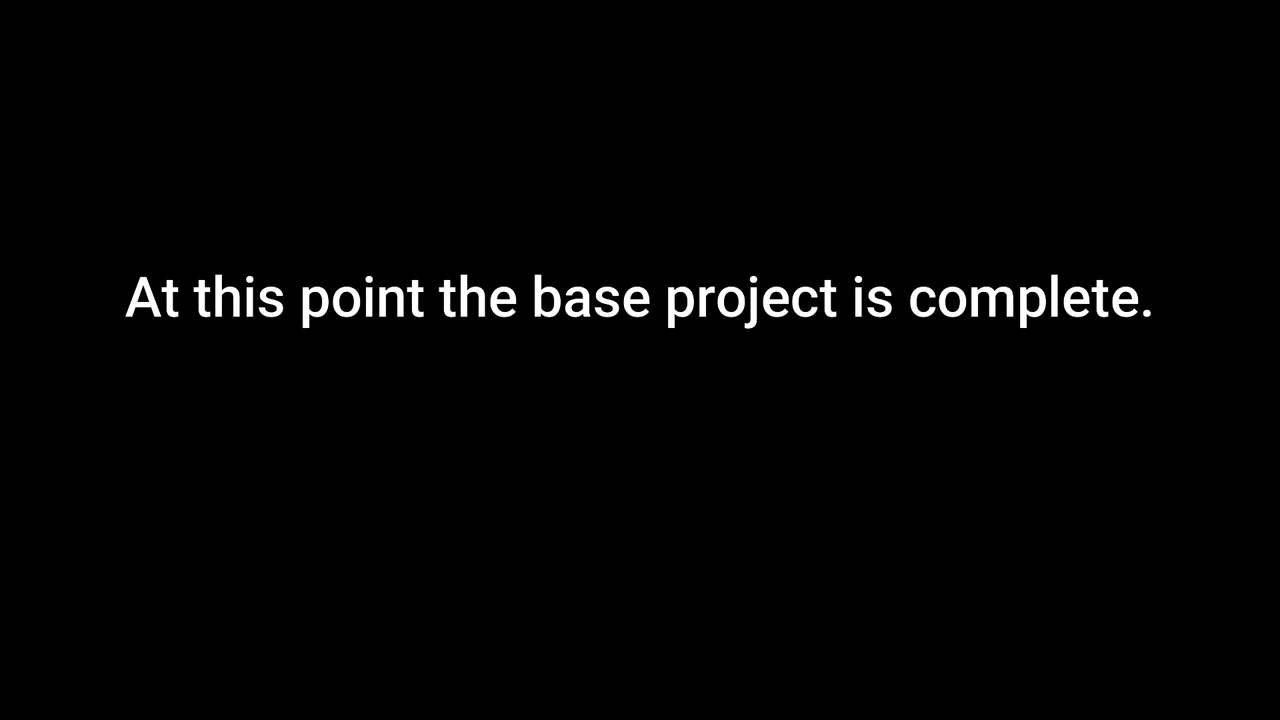 At this point the base project is complete.